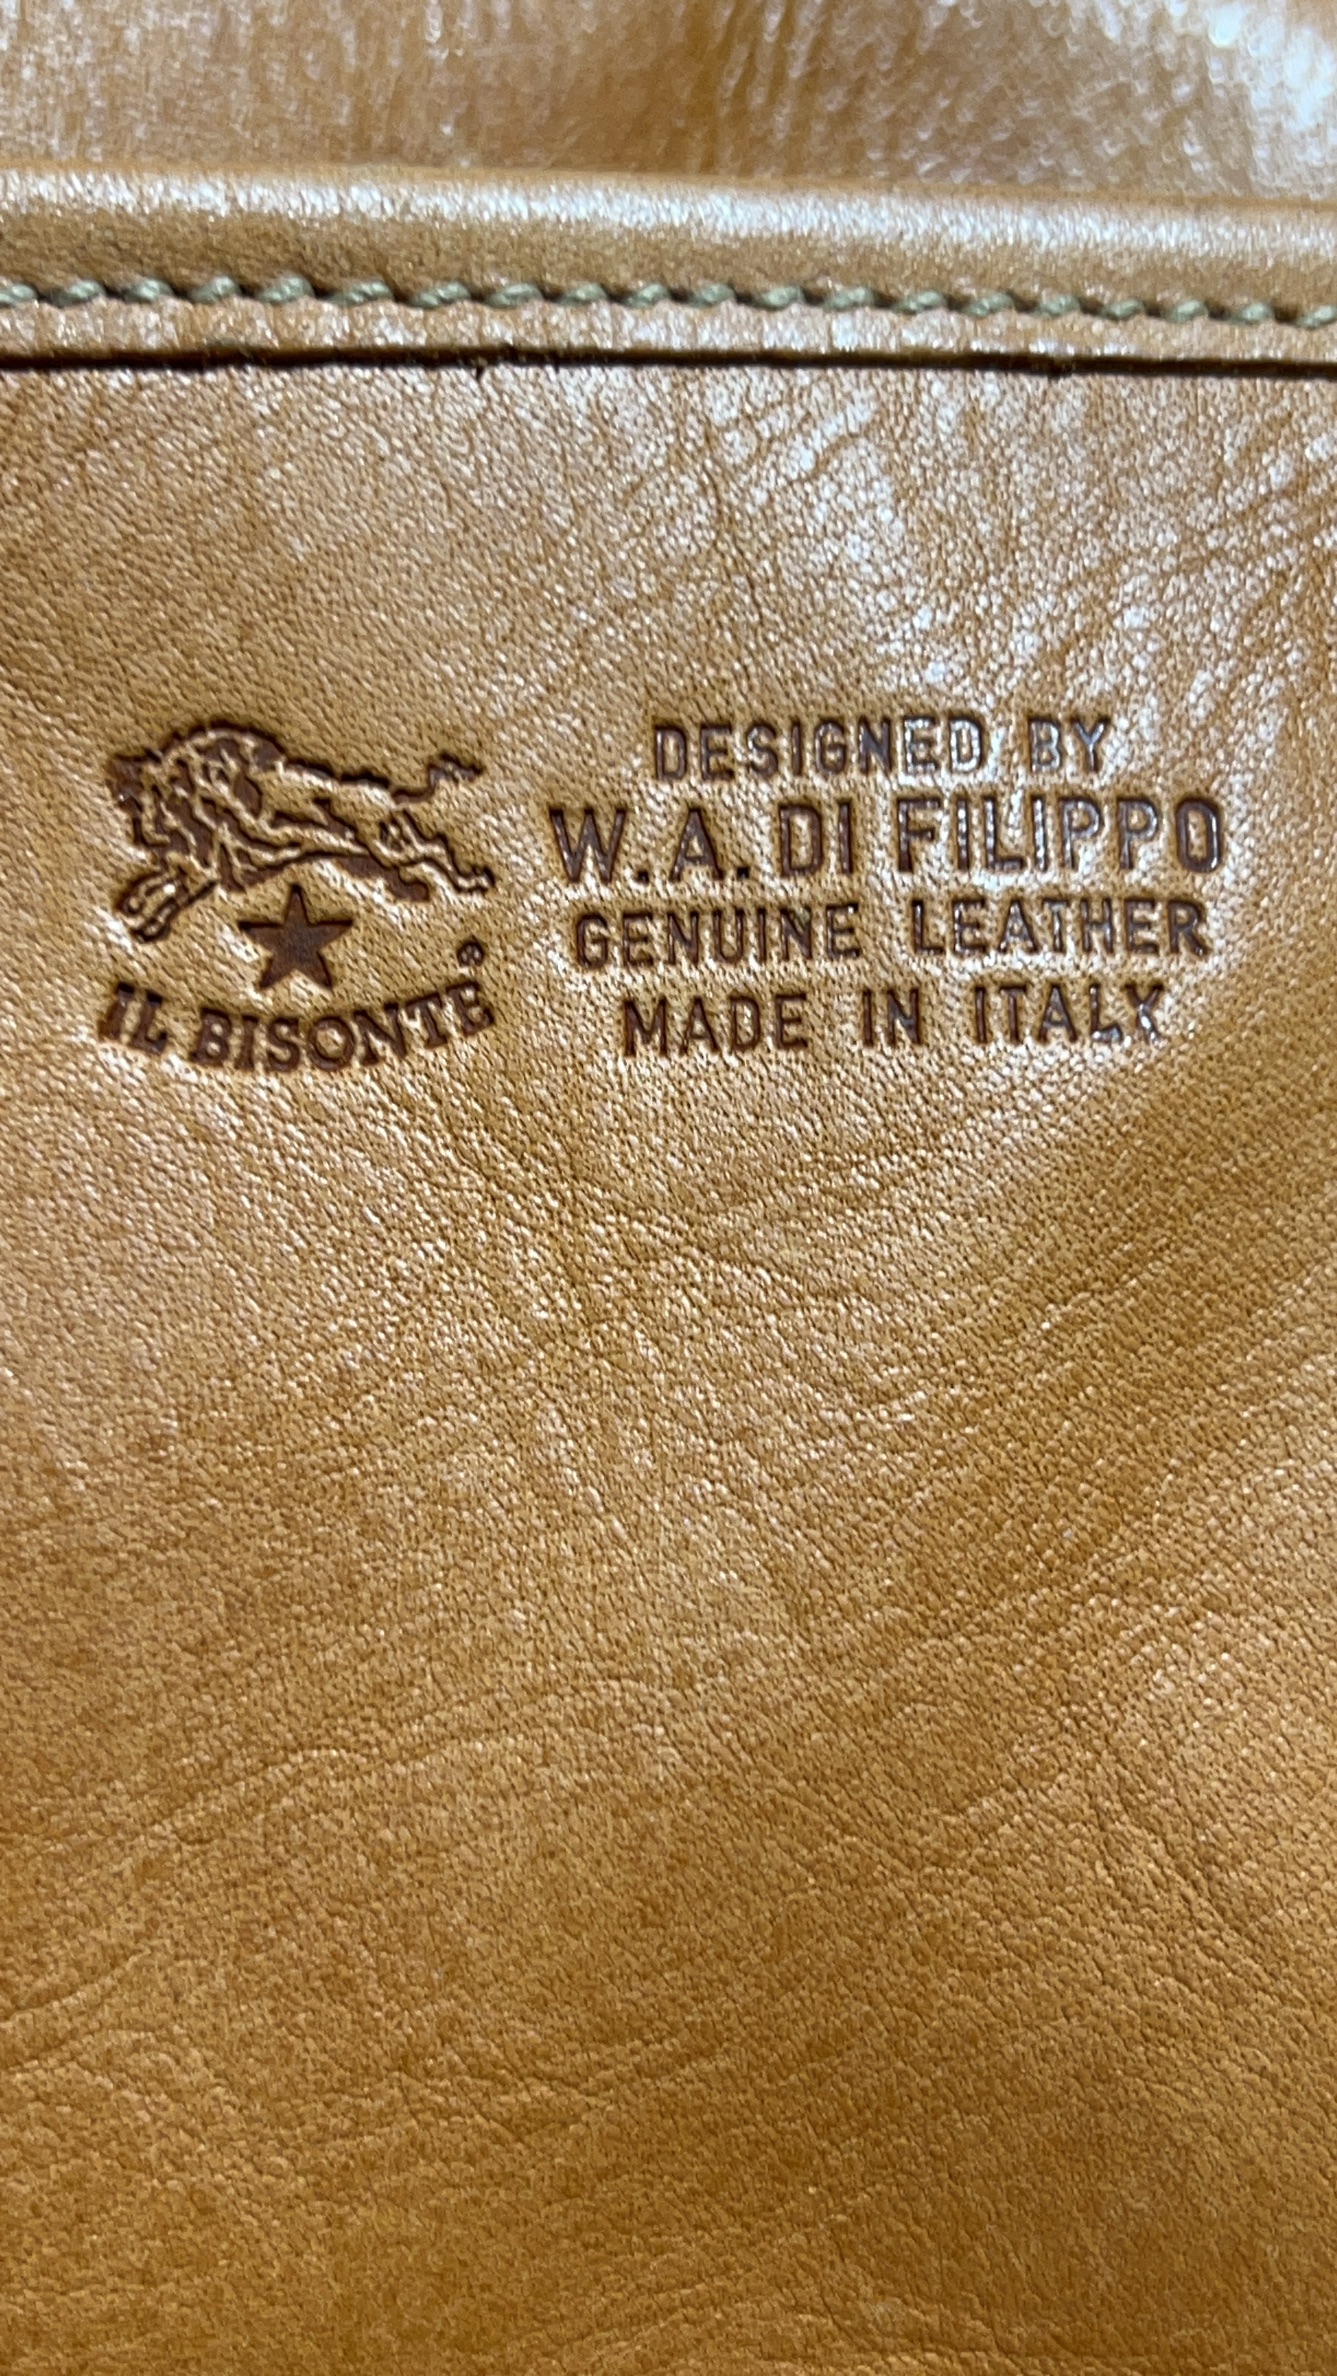 IL BISONTE®
DESIGNED BY
W.A. DI FILIPPO
GENUINE LEATHER
MADE IN ITALY